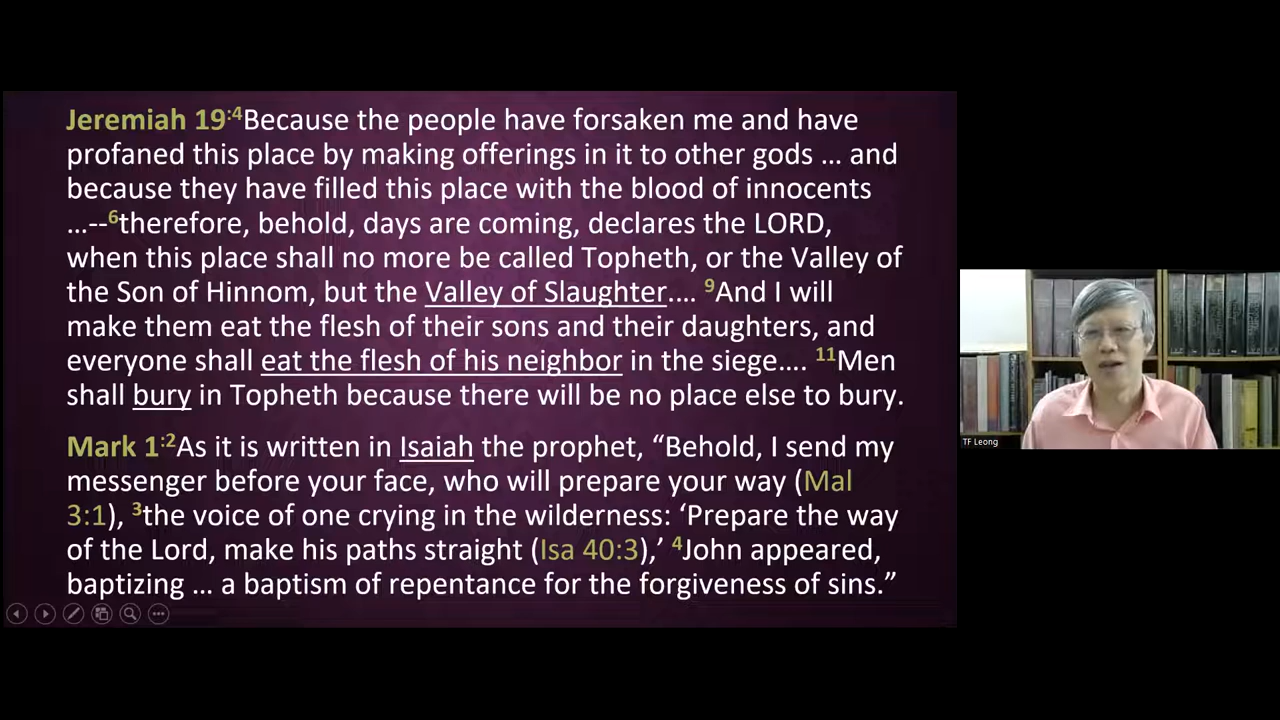 Jeremiah 19:4Because the people have forsaken me and have
profaned this place by making offerings in it to other gods … and
because they have filled this place with the blood of innocents
…--6therefore, behold, days are coming, declares the LORD,
when this place shall no more be called Topheth, or the Valley of
the Son of Hinnom, but the Valley of Slaughter.… 9And I will
make them eat the flesh of their sons and their daughters, and
everyone shall eat the flesh of his neighbor in the siege…. 11Men
shall bury in Topheth because there will be no place else to bury.
Mark 1:2As it is written in Isaiah the prophet, “Behold, I send my
messenger before your face, who will prepare your way (Mal
3:1), 3the voice of one crying in the wilderness: ‘Prepare the way
of the Lord, make his paths straight (Isa 40:3),’ 4John appeared,
baptizing … a baptism of repentance for the forgiveness of sins.”
TF Leong